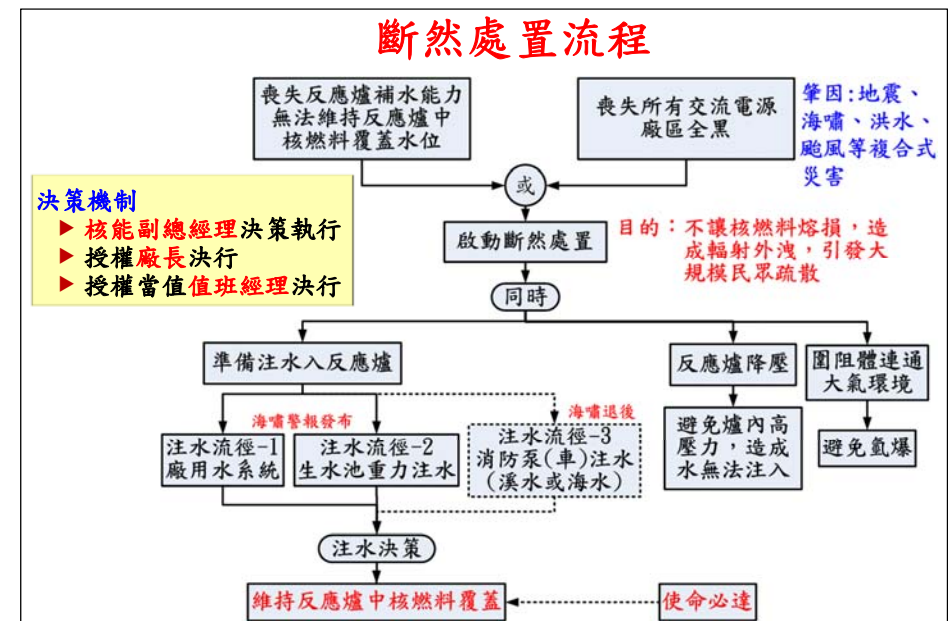 斷然處置流程
喪失反應爐補水能力
無法維持反應爐中
核燃料覆蓋水位
喪失所有交流電源
廠區全黑
肇因:地震、
海嘯、洪水、
颱風等複合式
災害
或
決策機制
核能副總經理決策執行
授權廠長決行
授權當值值班經理決行
啟動斷然處置
目的：不讓核燃料熔損，造
成輻射外洩，引發大
規模民眾疏散
同時
準備注水入反應爐
反應爐降壓
圍阻體連通
大氣環境
海嘯警報發布
海嘯退後
注水流徑-1
廠用水系統
注水流徑-2
生水池重力注水
注水流徑-3
消防泵(車)注水
(溪水或海水)
避免爐內高
壓力，造成
水無法注入
避免氫爆
注水決策
維持反應爐中核燃料覆蓋
使命必達